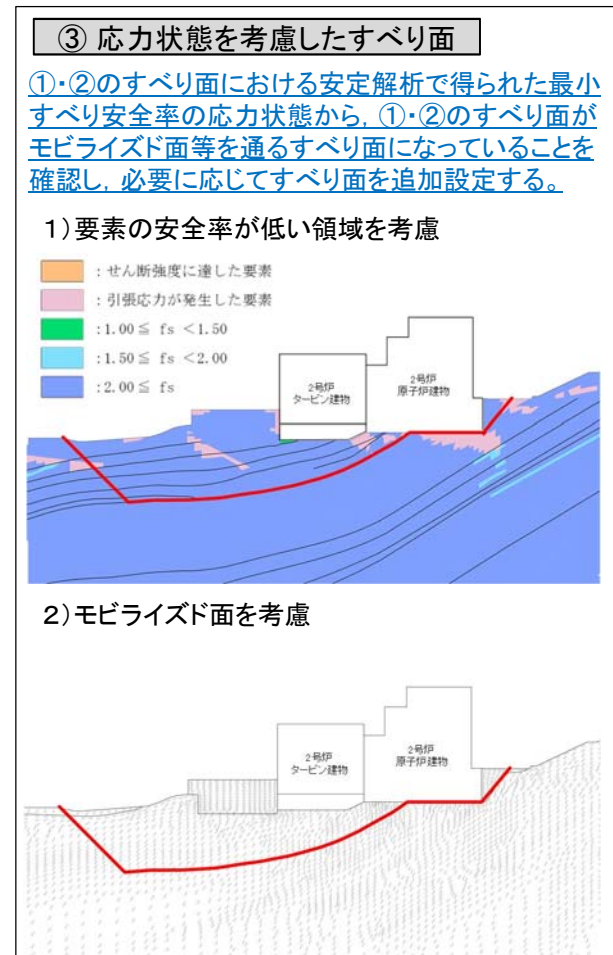 ③ 応力状態を考慮したすべり面
①・②のすべり面における安定解析で得られた最小
すべり安全率の応力状態から，①・②のすべり面が
モビライズド面等を通るすべり面になっていることを
確認し，必要に応じてすべり面を追加設定する。
1）要素の安全率が低い領域を考慮
：せん断強度に達した要素
：引張応力が発生した要素
：1.00≦ fs ＜1.50
：1.50≦ fs ＜2.00
：2.00≦ fs
2号炉
タービン建物
2号炉
原子炉建物
2）モビライズド面を考慮
2号炉
タービン建物
2号炉
原子炉建物